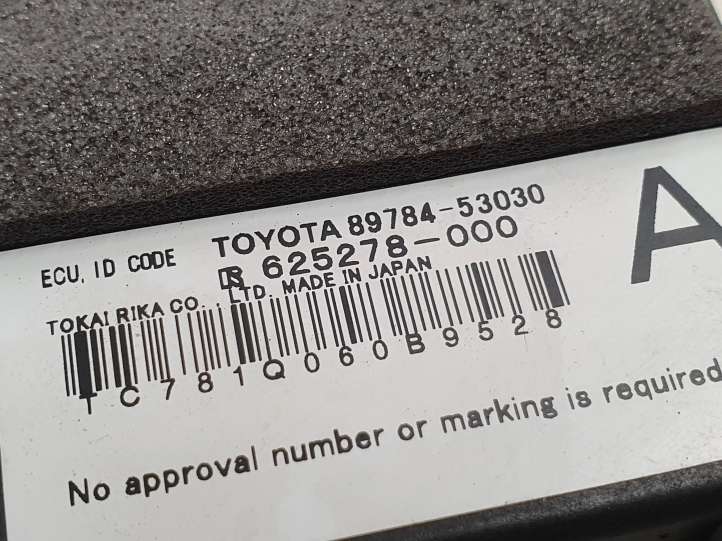 ECU, ID CODE TOYOTA 89784-53030
625278-000
TOKAI RIKA CO., LTD. MADE IN JAPAN
TC781Q060B9528
A
No approval number or marking is required